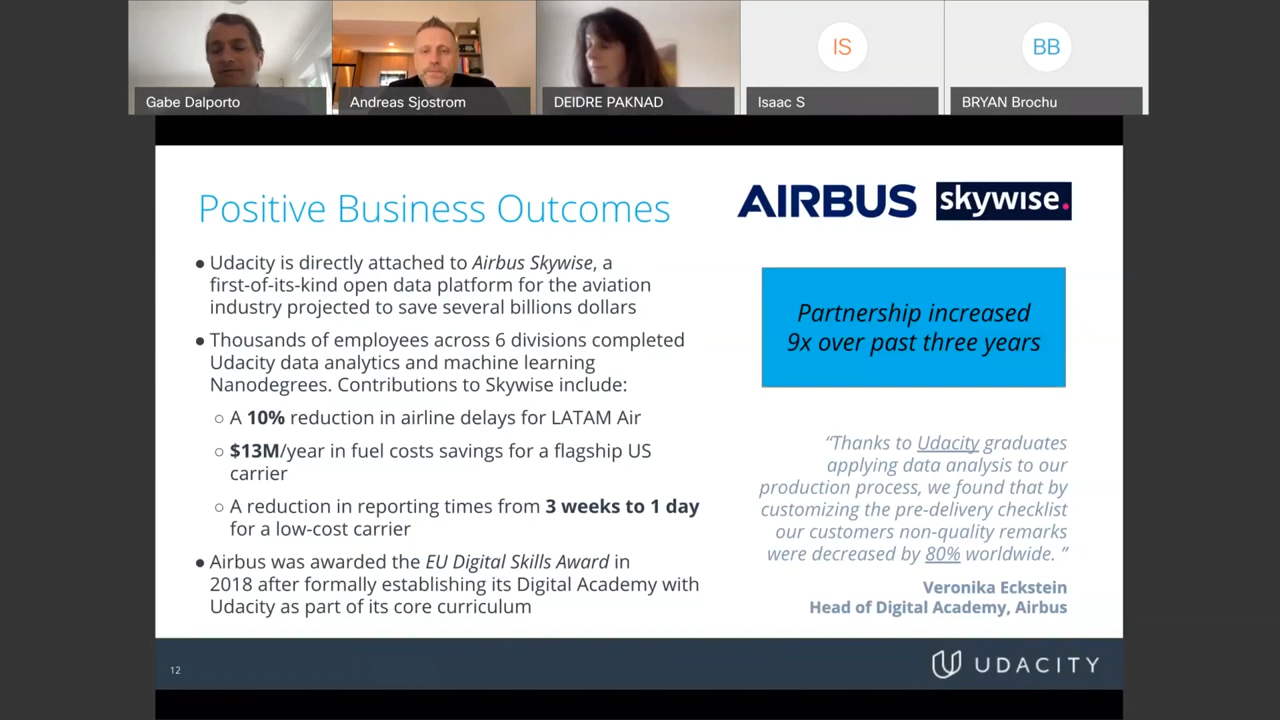 IS
BB
Gabe Dalporto
Andreas Sjostrom
DEIDRE PAKNAD
Isaac S
BRYAN Brochu
Positive Business Outcomes
AIRBUS
skywise.
● Udacity is directly attached to Airbus Skywise, a
first-of-its-kind open data platform for the aviation
industry projected to save several billions dollars
● Thousands of employees across 6 divisions completed
Udacity data analytics and machine learning
Nanodegrees. Contributions to Skywise include:
○ A 10% reduction in airline delays for LATAM Air
○ $13M/year in fuel costs savings for a flagship US
carrier
○ A reduction in reporting times from 3 weeks to 1 day
for a low-cost carrier
● Airbus was awarded the EU Digital Skills Award in
2018 after formally establishing its Digital Academy with
Udacity as part of its core curriculum
Partnership increased
9x over past three years
“Thanks to Udacity graduates
applying data analysis to our
production process, we found that by
customizing the pre-delivery checklist
our customers non-quality remarks
were decreased by 80% worldwide. ”
Veronika Eckstein
Head of Digital Academy, Airbus
12
UDACITY